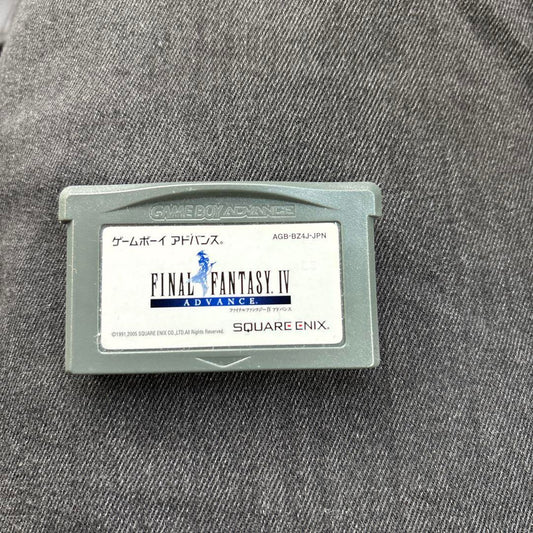 GAME BOY ADVANCE
ゲームボーイ アドバンス® AGB-BZ4J-JPN
FINAL FANTASY. IV
ADVANCE.
ファイナルファンタジーIV アドバンス
©1991,2005 SQUARE ENIX CO.,LTD.All Rights Reserved. SQUARE ENIX.